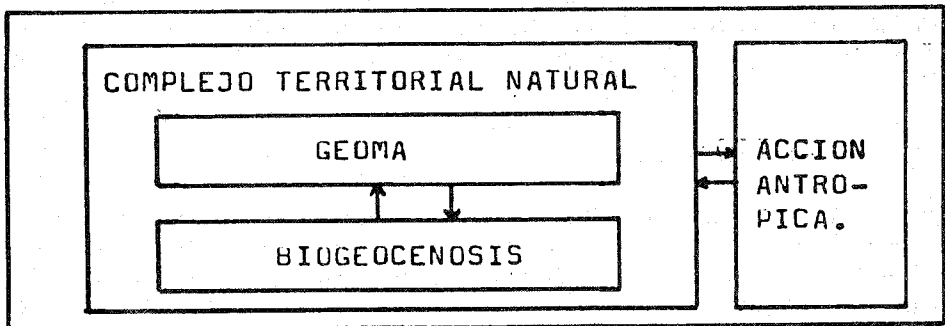 COMPLEJO TERRITORIAL NATURAL
GEOMA
BIOGEOCENOSIS
ACCION
ANTRO-
PICA.